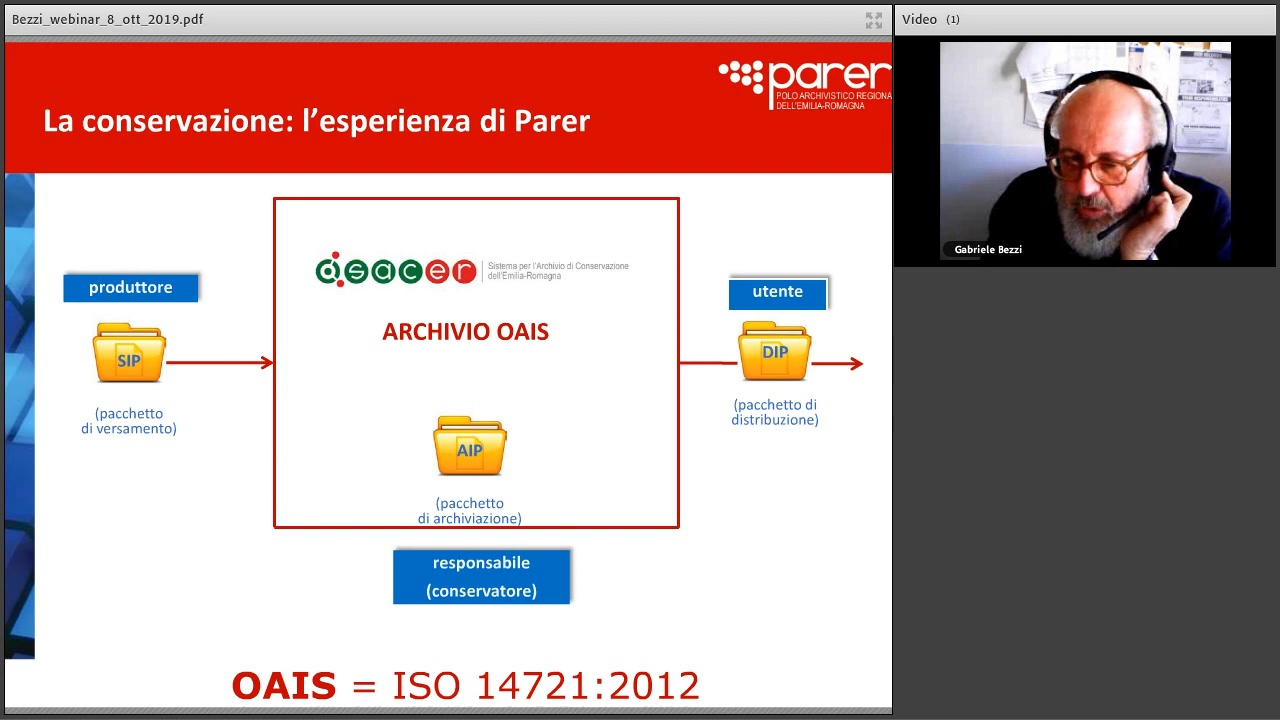 Bezzi_webinar_8_ott_2019.pdf
Video (1)
parer
POLO ARCHIVISTICO REGIONA
DELL'EMILIA-ROMAGNA
La conservazione: l'esperienza di Parer
Gabriele Bezzi
sacer
Sistema per l'Archivio di Conservazione
dell'Emilia-Romagna
produttore
utente
ARCHIVIO OAIS
SIP
DIP
(pacchetto
di versamento)
(pacchetto di
distribuzione)
AIP
(pacchetto
di archiviazione)
responsabile
(conservatore)
OAIS = ISO 14721:2012